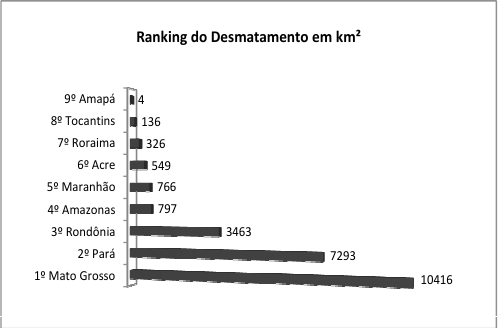 Ranking do Desmatamento em km²
9º Amapá 4
8º Tocantins 136
7º Roraima 326
6º Acre 549
5º Maranhão 766
4º Amazonas 797
3º Rondônia 3463
2º Pará 7293
1º Mato Grosso 10416